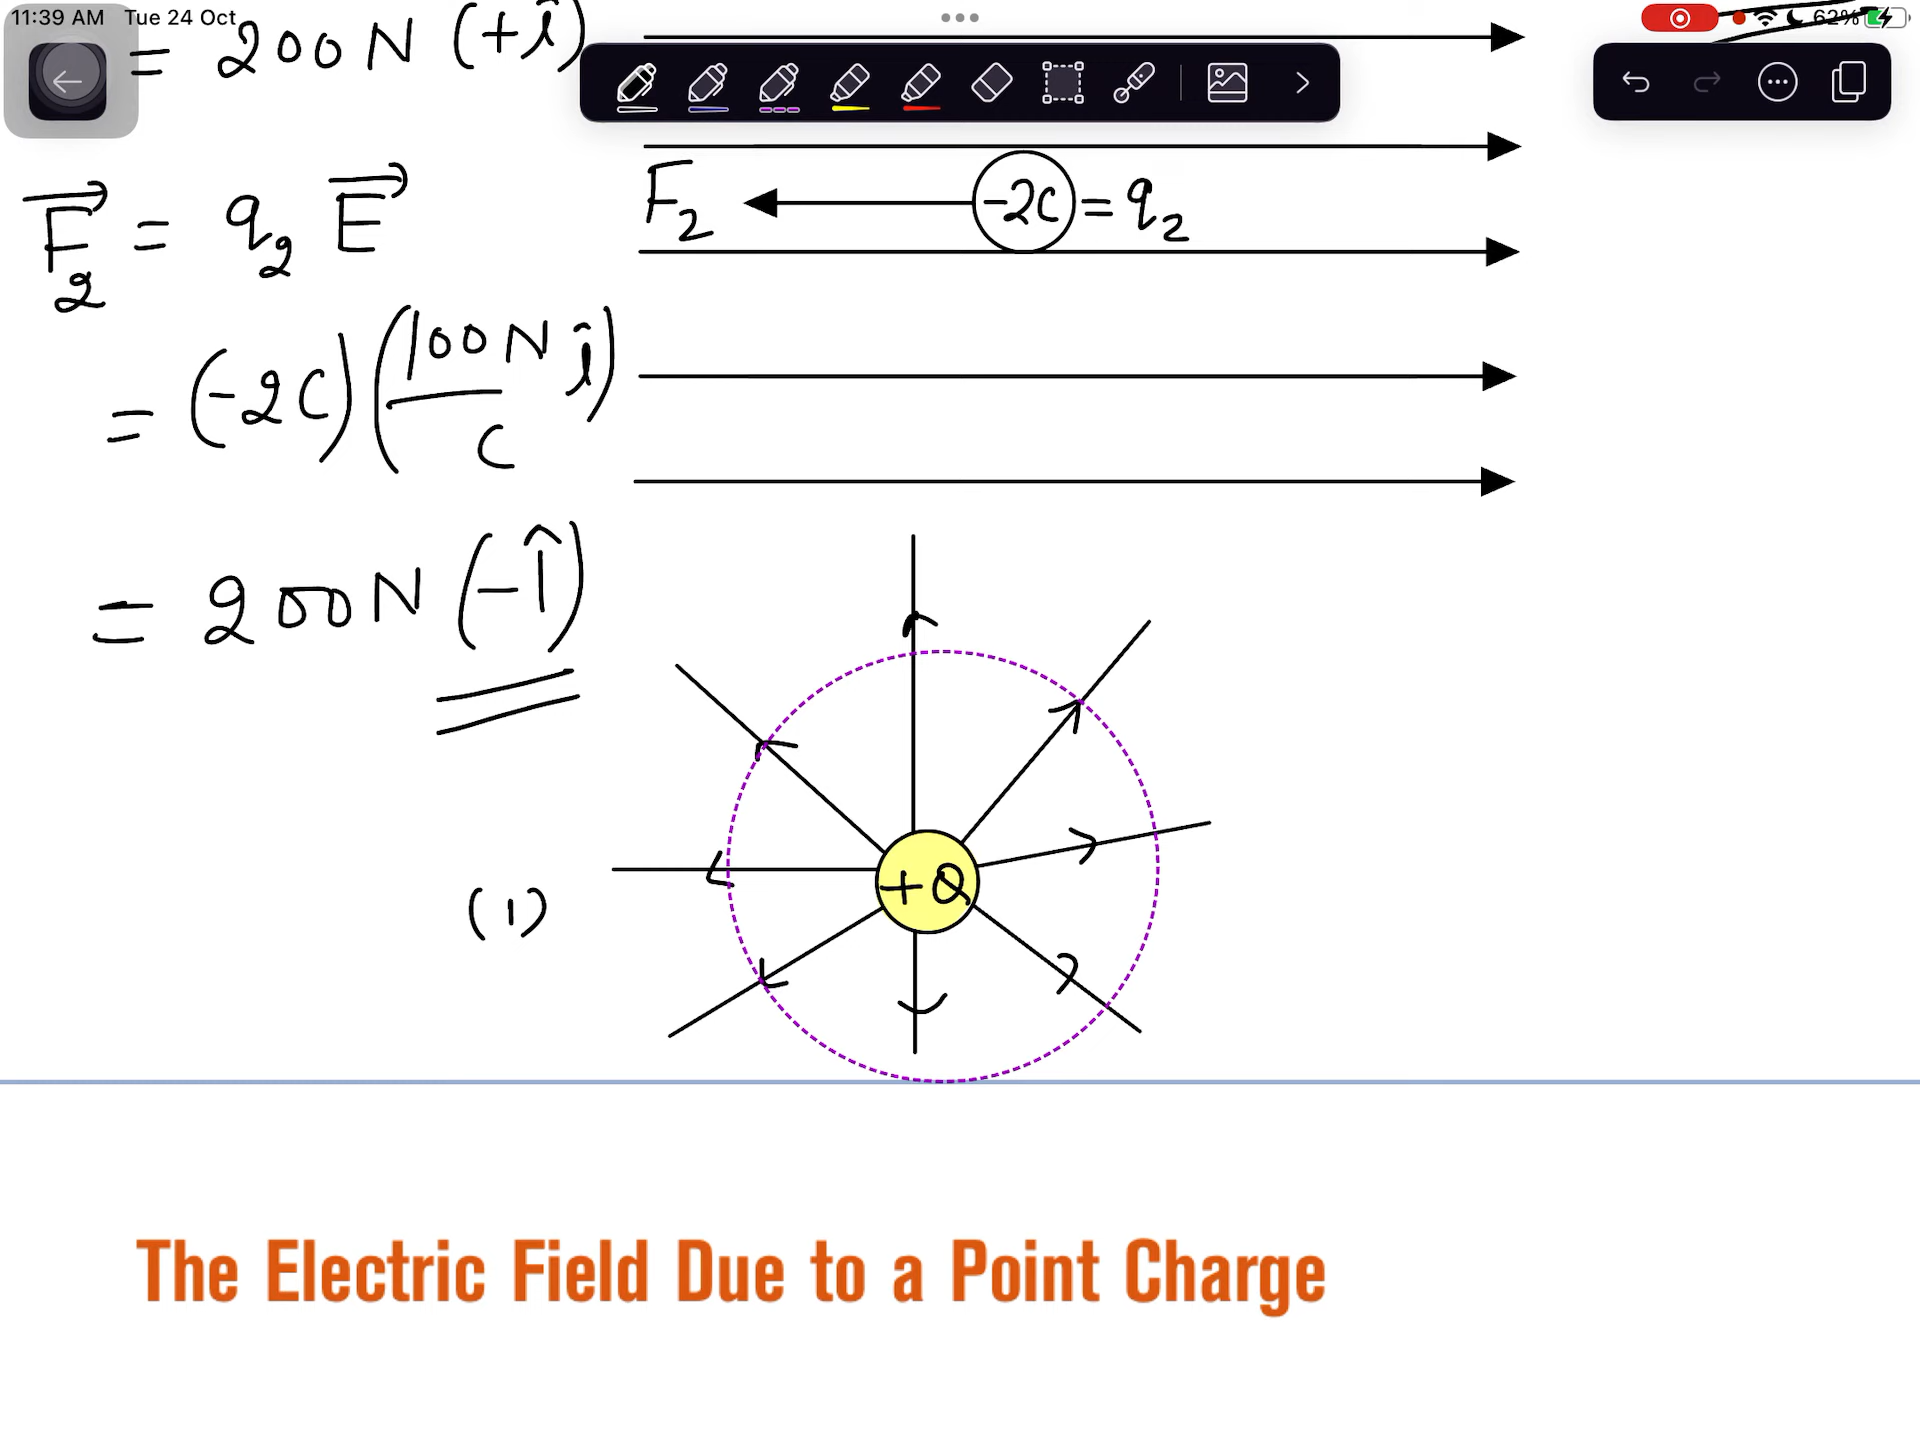 11:39 AM Tue 24 Oct
62%
= 200 N (+î)
F₂⃗ = q₂ E⃗
F₂
-2C = q₂
= (-2C) (100 N/C î)
= 200 N (-î)
+Q
(1)
The Electric Field Due to a Point Charge